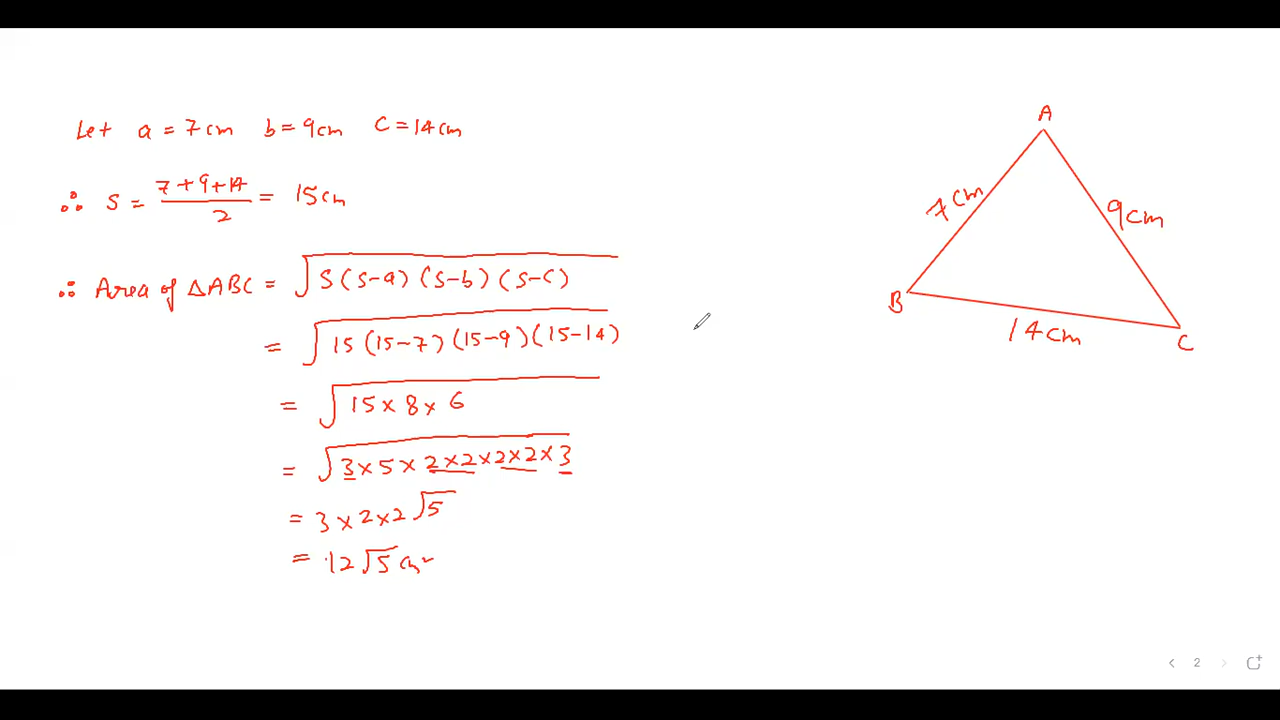 Let a = 7cm b = 9cm C = 14cm
∴ S = (7+9+14)/2 = 15cm
∴ Area of △ABC = √(S(S-a)(S-b)(S-c))
= √(15(15-7)(15-9)(15-14))
= √(15×8×6)
= √(3×5×2×2×2×2×3)
= 3×2×2√5
= 12√5 cm²
A
7cm
9cm
B
14cm
C
2